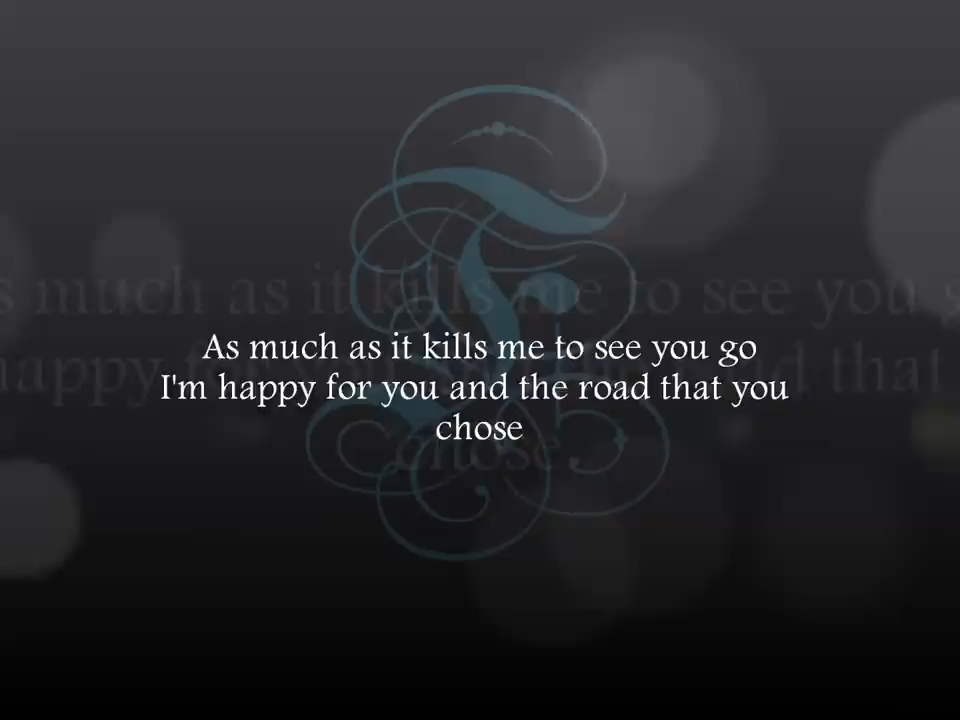 As much as it kills me to see you go
I'm happy for you and the road that you
chose